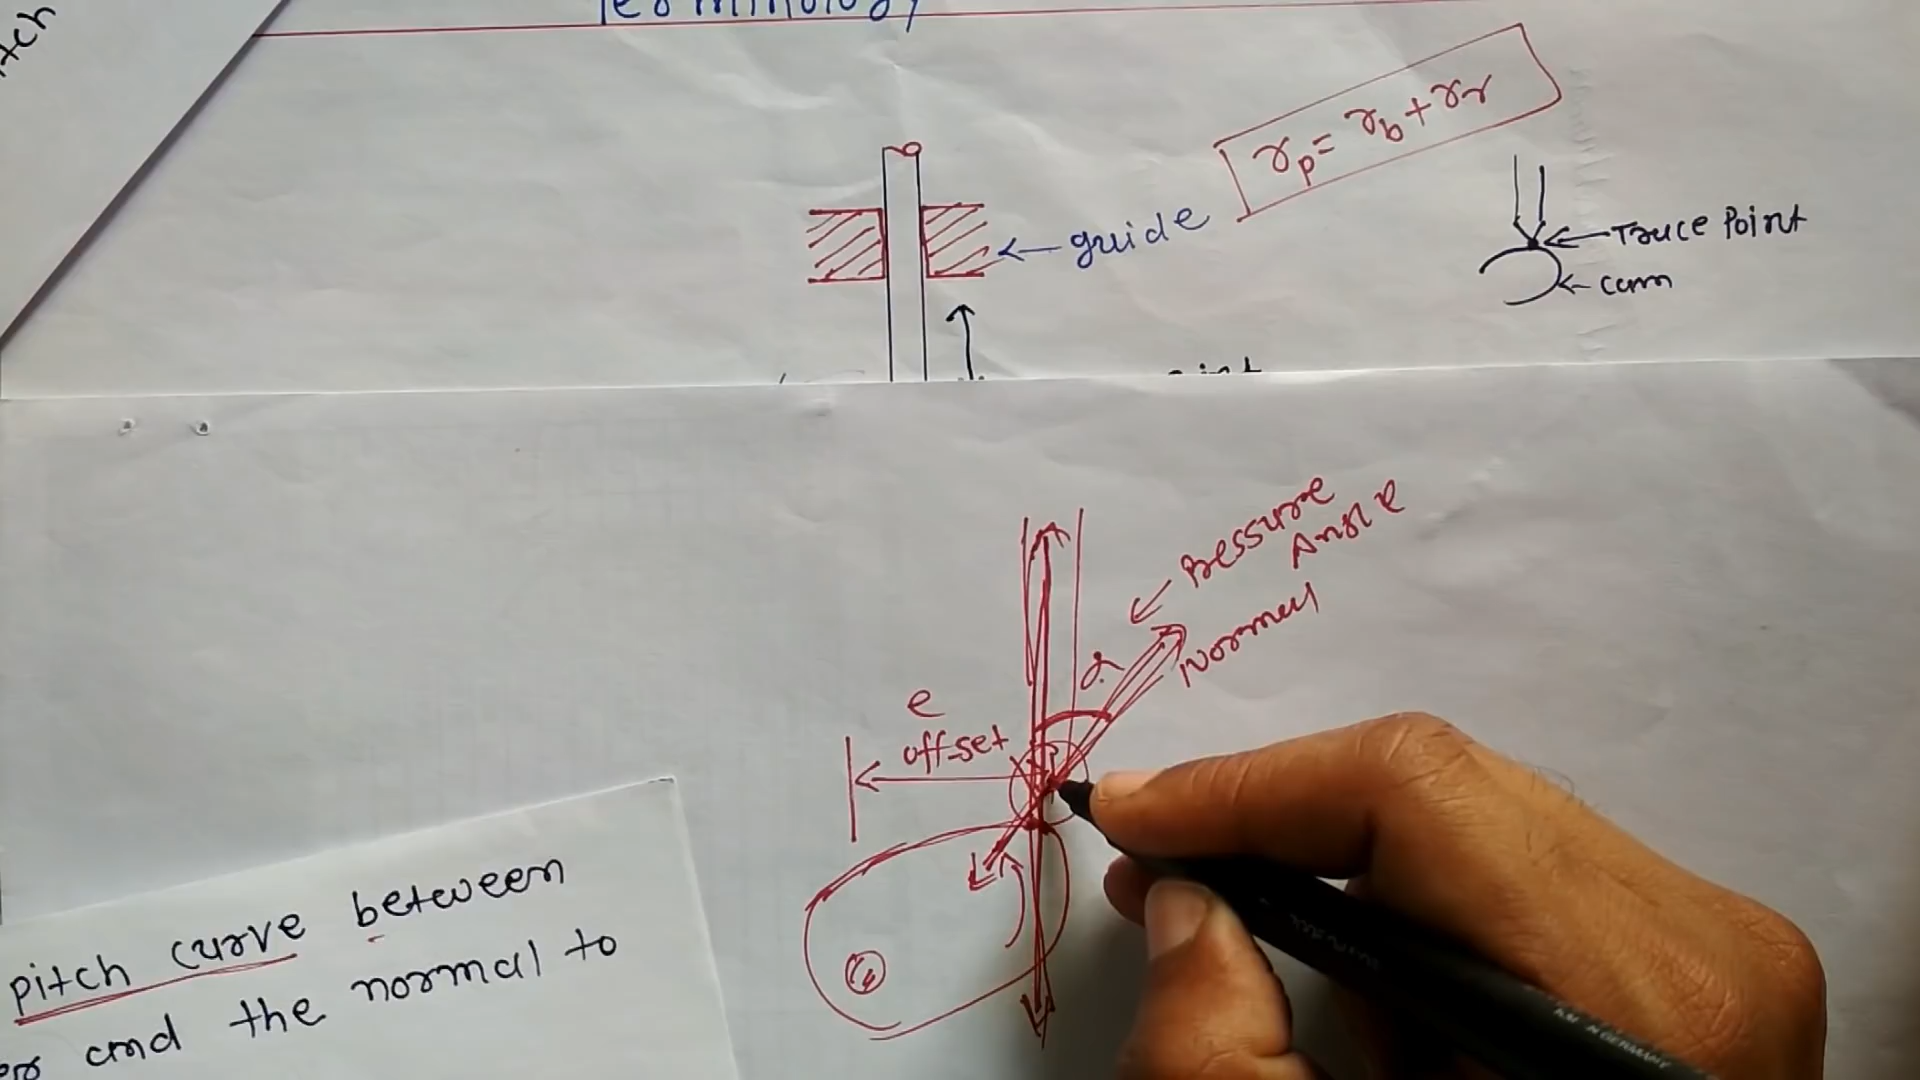 Terminology
rp = rb + rr
guide
Trace Point
cam
Pressure
Angle
α
Normal
e
off-set
pitch curve between
and the normal to